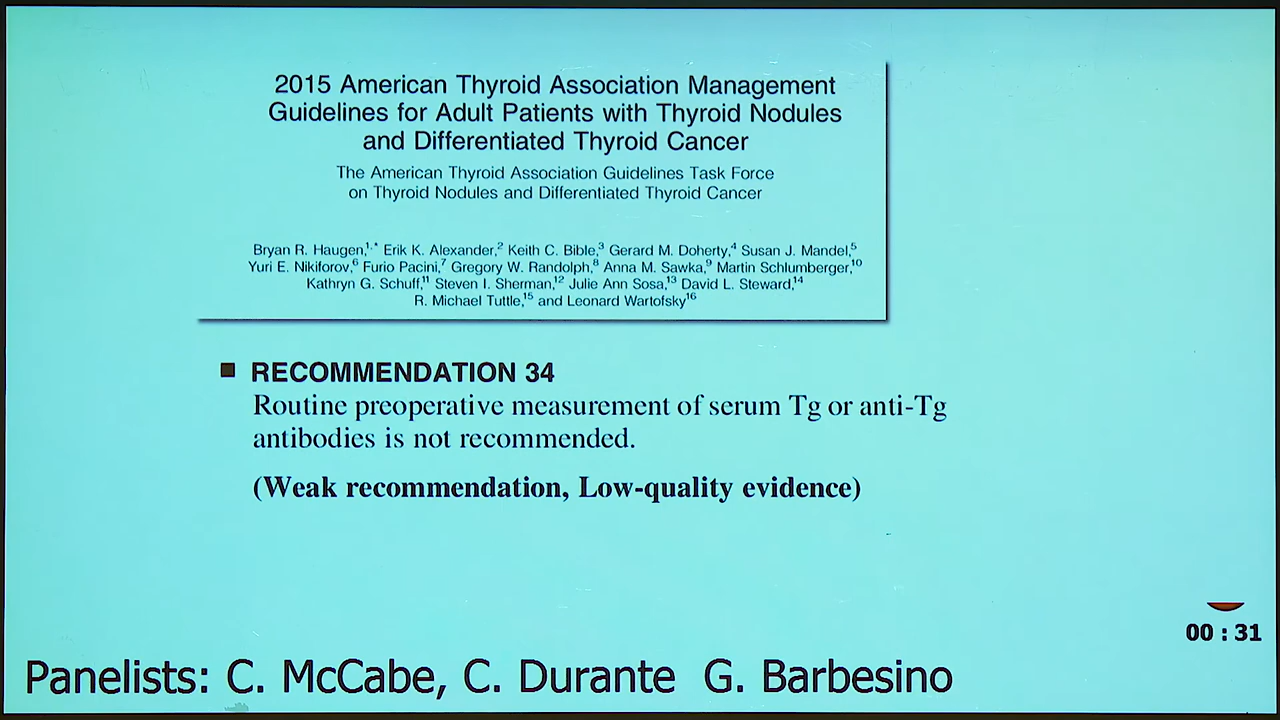 2015 American Thyroid Association Management
Guidelines for Adult Patients with Thyroid Nodules
and Differentiated Thyroid Cancer
The American Thyroid Association Guidelines Task Force
on Thyroid Nodules and Differentiated Thyroid Cancer
Bryan R. Haugen,1,* Erik K. Alexander,2 Keith C. Bible,3 Gerard M. Doherty,4 Susan J. Mandel,5
Yuri E. Nikiforov,6 Furio Pacini,7 Gregory W. Randolph,8 Anna M. Sawka,9 Martin Schlumberger,10
Kathryn G. Schuff,11 Steven I. Sherman,12 Julie Ann Sosa,13 David L. Steward,14
R. Michael Tuttle,15 and Leonard Wartofsky16
■ RECOMMENDATION 34
Routine preoperative measurement of serum Tg or anti-Tg
antibodies is not recommended.
(Weak recommendation, Low-quality evidence)
00 : 31
Panelists: C. McCabe, C. Durante G. Barbesino